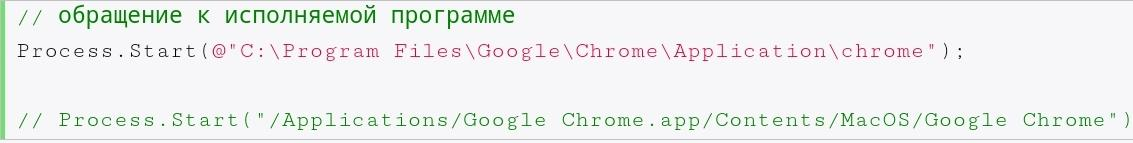 // обращение к исполняемой программе
Process.Start(@"C:\Program Files\Google\Chrome\Application\chrome");
// Process.Start("/Applications/Google Chrome.app/Contents/MacOS/Google Chrome")